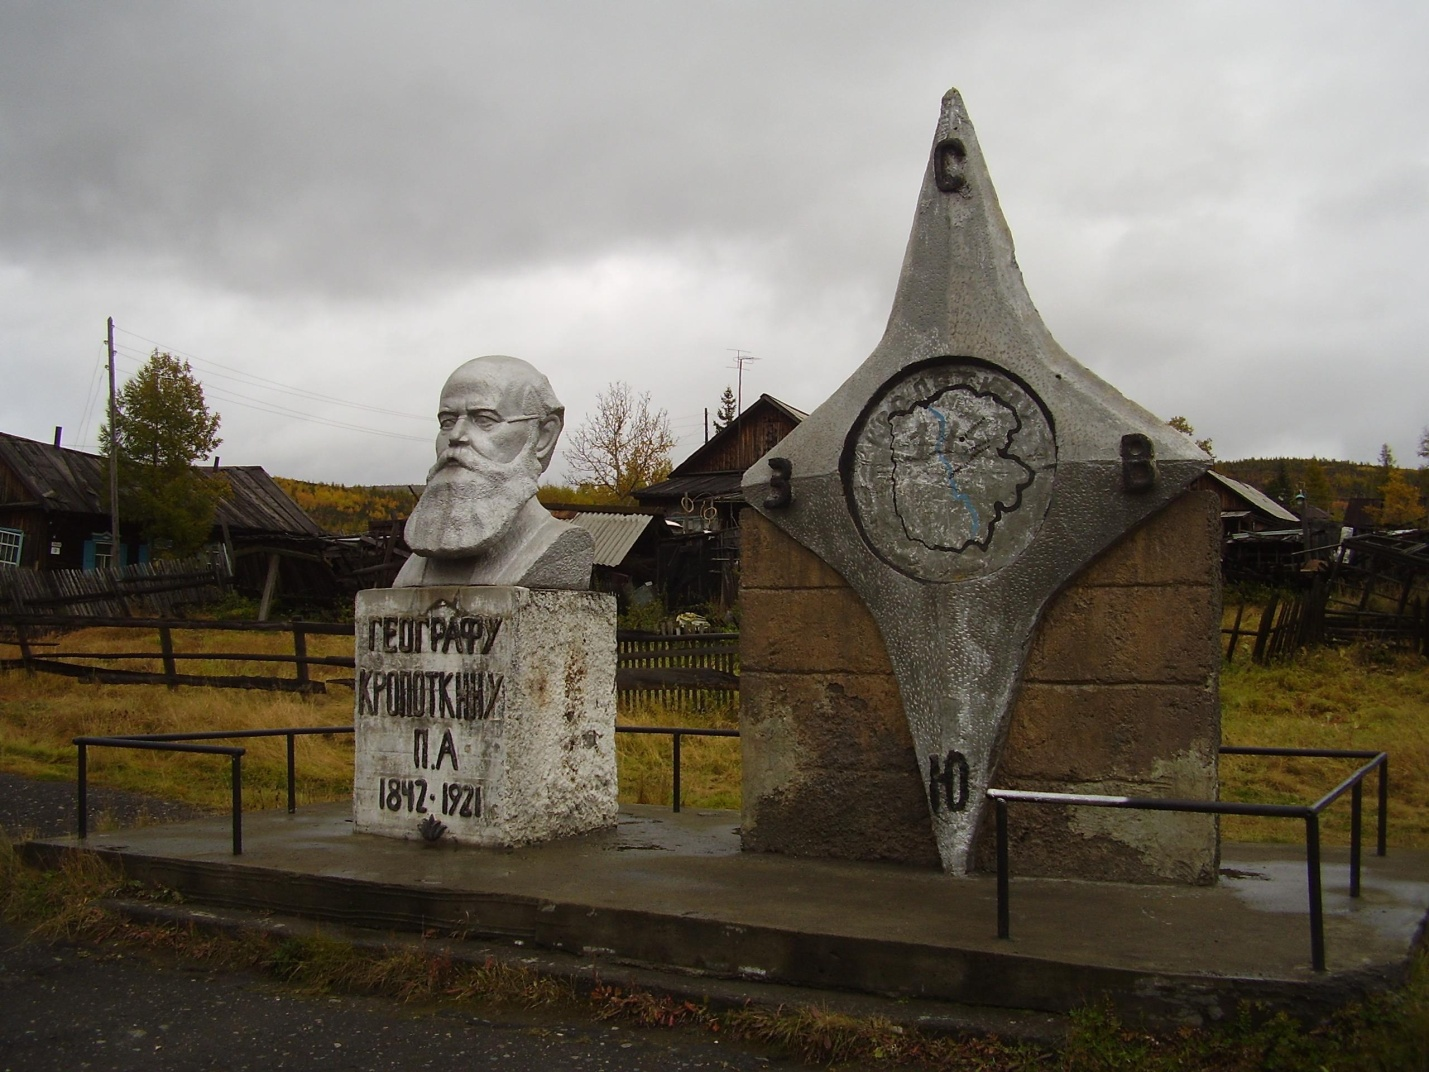 ГЕОГРАФУ
КРОПОТКИНУ
П.А
1842·1921
С
З
В
Ю